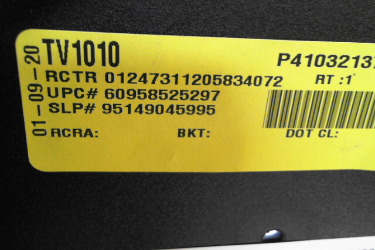 01-09-20
TV1010
P4103213
RCTR 01247311205834072
RT :1
UPC# 60958525297
SLP# 95149045995
RCRA:
BKT:
DOT CL: